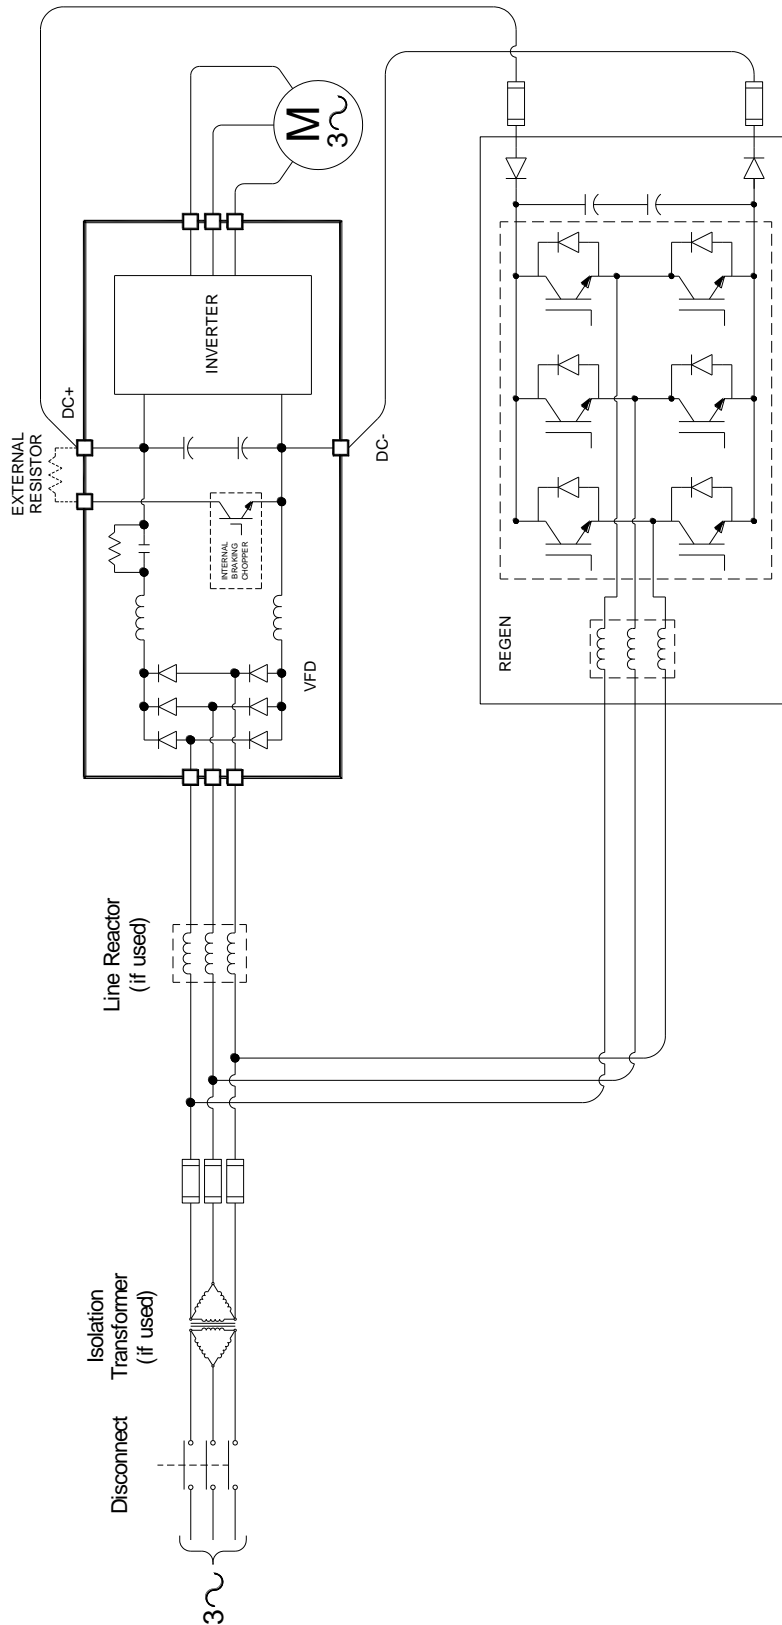 3
Disconnect
Isolation
Transformer
(if used)
Line Reactor
(if used)
VFD
INTERNAL
BRAKING
CHOPPER
EXTERNAL
RESISTOR
DC+
DC-
INVERTER
M
3
REGEN